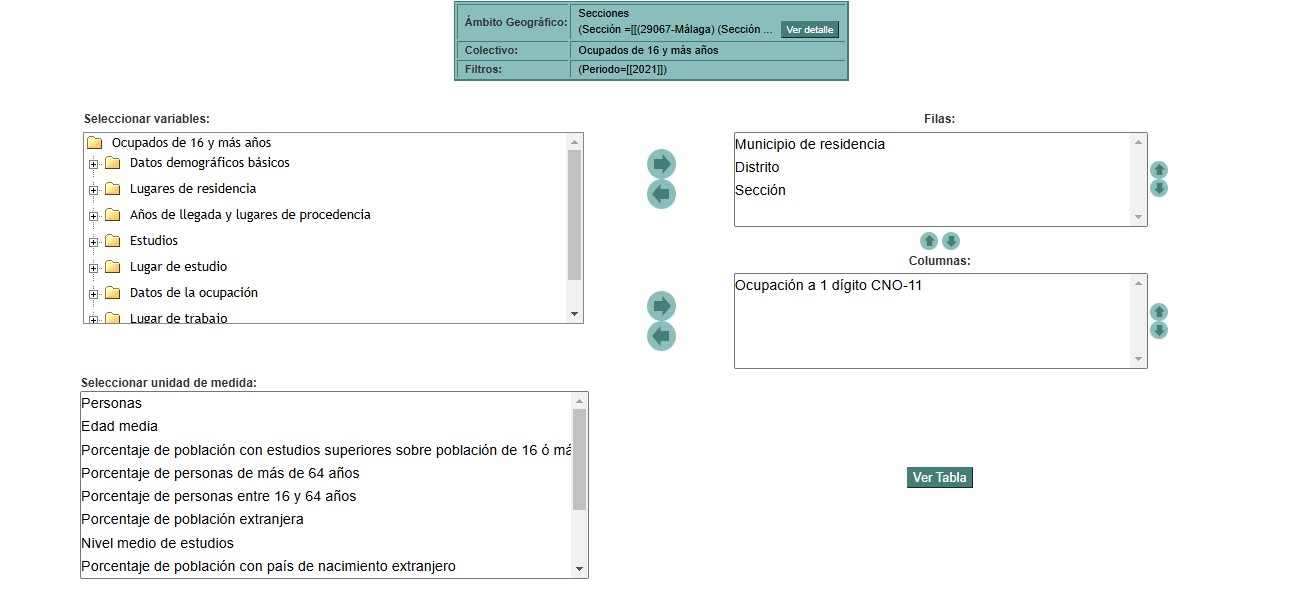 Ámbito Geográfico:
Secciones
(Sección =[[(29067-Málaga) (Sección ...
Ver detalle
Colectivo:
Ocupados de 16 y más años
Filtros:
(Periodo=[[2021]])
Seleccionar variables:
Ocupados de 16 y más años
Datos demográficos básicos
Lugares de residencia
Años de llegada y lugares de procedencia
Estudios
Lugar de estudio
Datos de la ocupación
Lugar de trabajo
Filas:
Municipio de residencia
Distrito
Sección
Columnas:
Ocupación a 1 dígito CNO-11
Seleccionar unidad de medida:
Personas
Edad media
Porcentaje de población con estudios superiores sobre población de 16 ó má
Porcentaje de personas de más de 64 años
Porcentaje de personas entre 16 y 64 años
Porcentaje de población extranjera
Nivel medio de estudios
Porcentaje de población con país de nacimiento extranjero
Ver Tabla